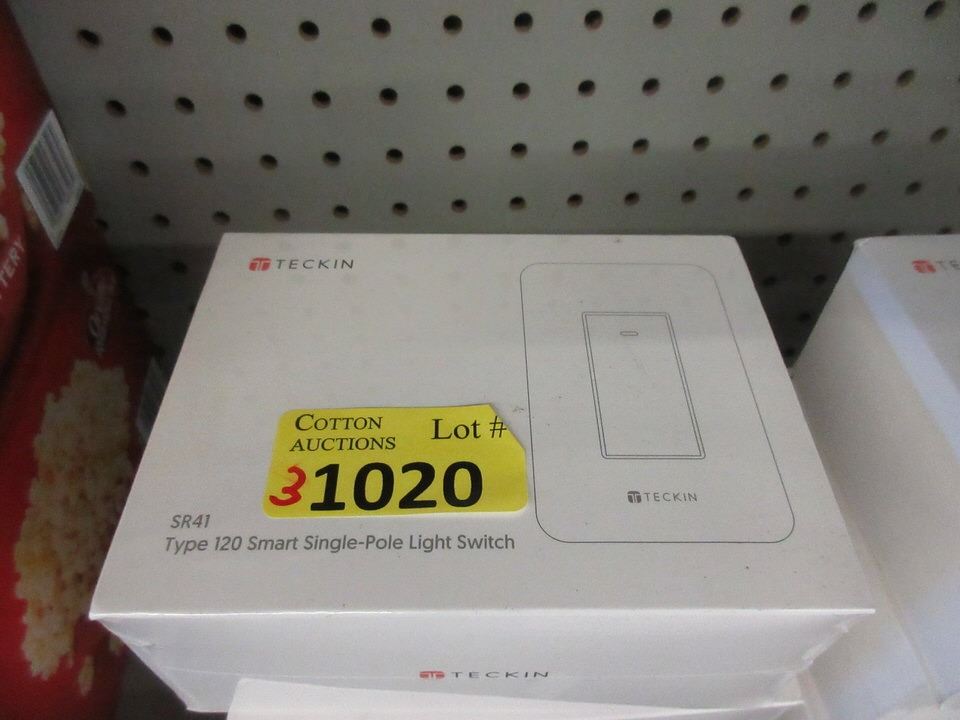 TECKIN
COTTON
AUCTIONS
Lot #
31020
SR41
Type 120 Smart Single-Pole Light Switch
TECKIN
TECKIN